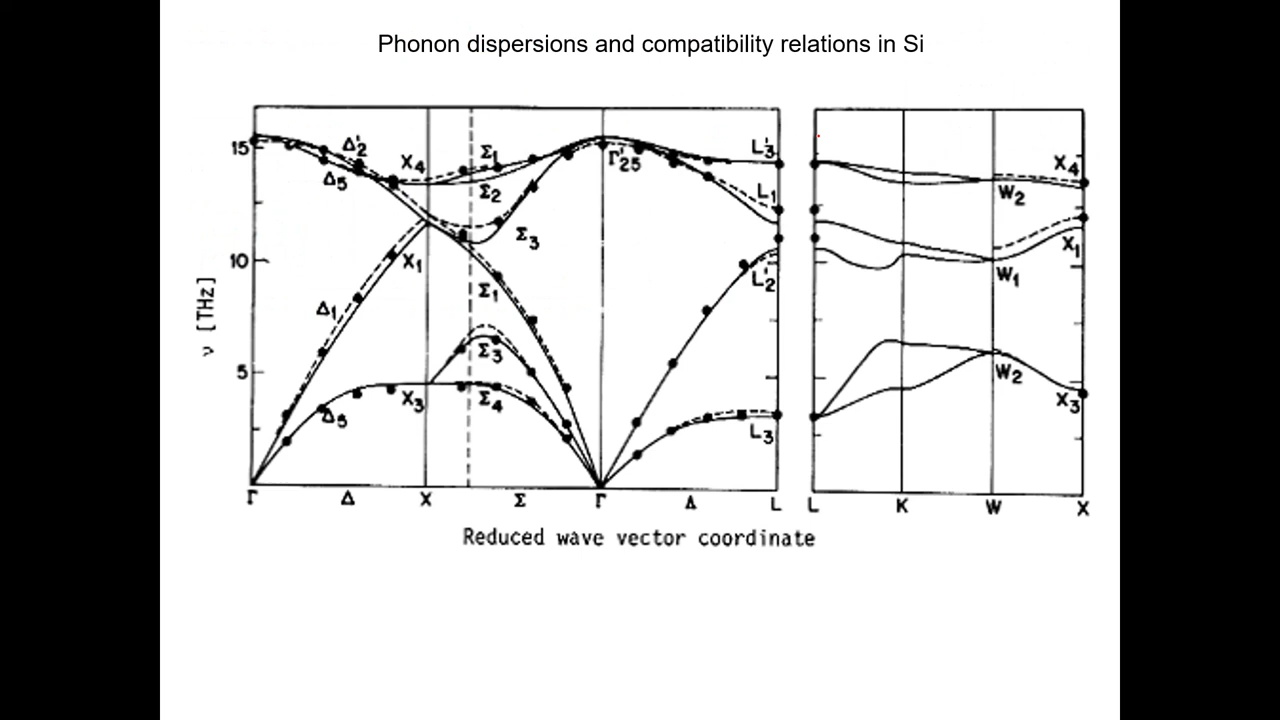 Phonon dispersions and compatibility relations in Si
15
10
5
ν [THz]
Δ'2
Δ5
X4
Σ1
Σ2
Σ3
Γ'25
L'3
L1
X1
Δ1
Σ1
L'2
Σ3
Δ5
X3
Σ4
L3
X4
W2
X1
W1
W2
X3
Γ Δ X Σ Γ Λ L L K W X
Reduced wave vector coordinate